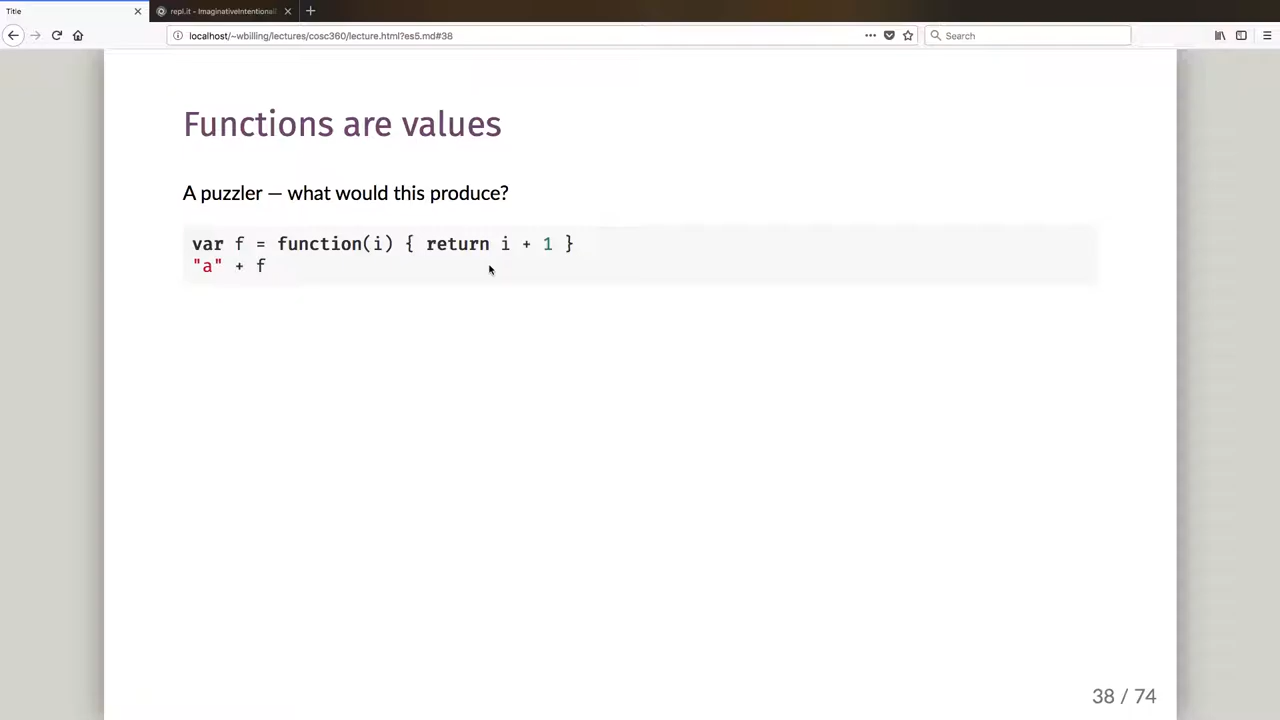 Title
repl.it - ImaginativeIntentional
localhost/~wbilling/lectures/cosc360/lecture.html?es5.md#38
Search
Functions are values
A puzzler — what would this produce?
var f = function(i) { return i + 1 }
"a" + f
38 / 74